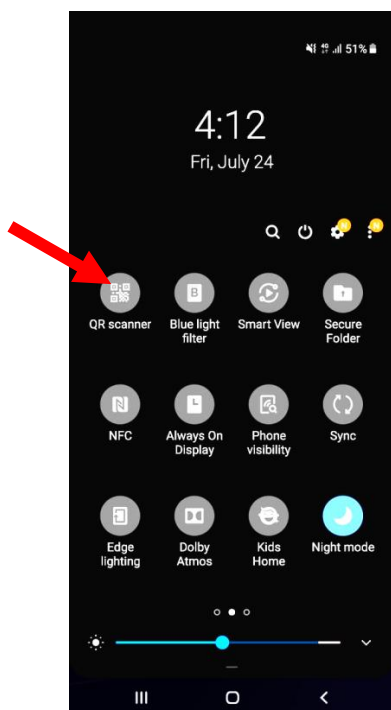 51%
4:12
Fri, July 24
N N
QR scanner Blue light filter Smart View Secure Folder
B
NFC Always On Display Phone visibility Sync
Edge lighting Dolby Atmos Kids Home Night mode